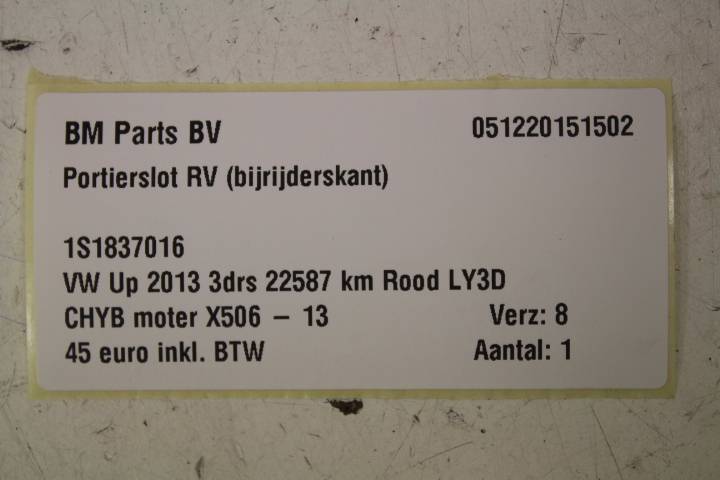 BM Parts BV 051220151502
Portierslot RV (bijrijderskant)
1S1837016
VW Up 2013 3drs 22587 km Rood LY3D
CHYB moter X506 – 13 Verz: 8
45 euro inkl. BTW Aantal: 1